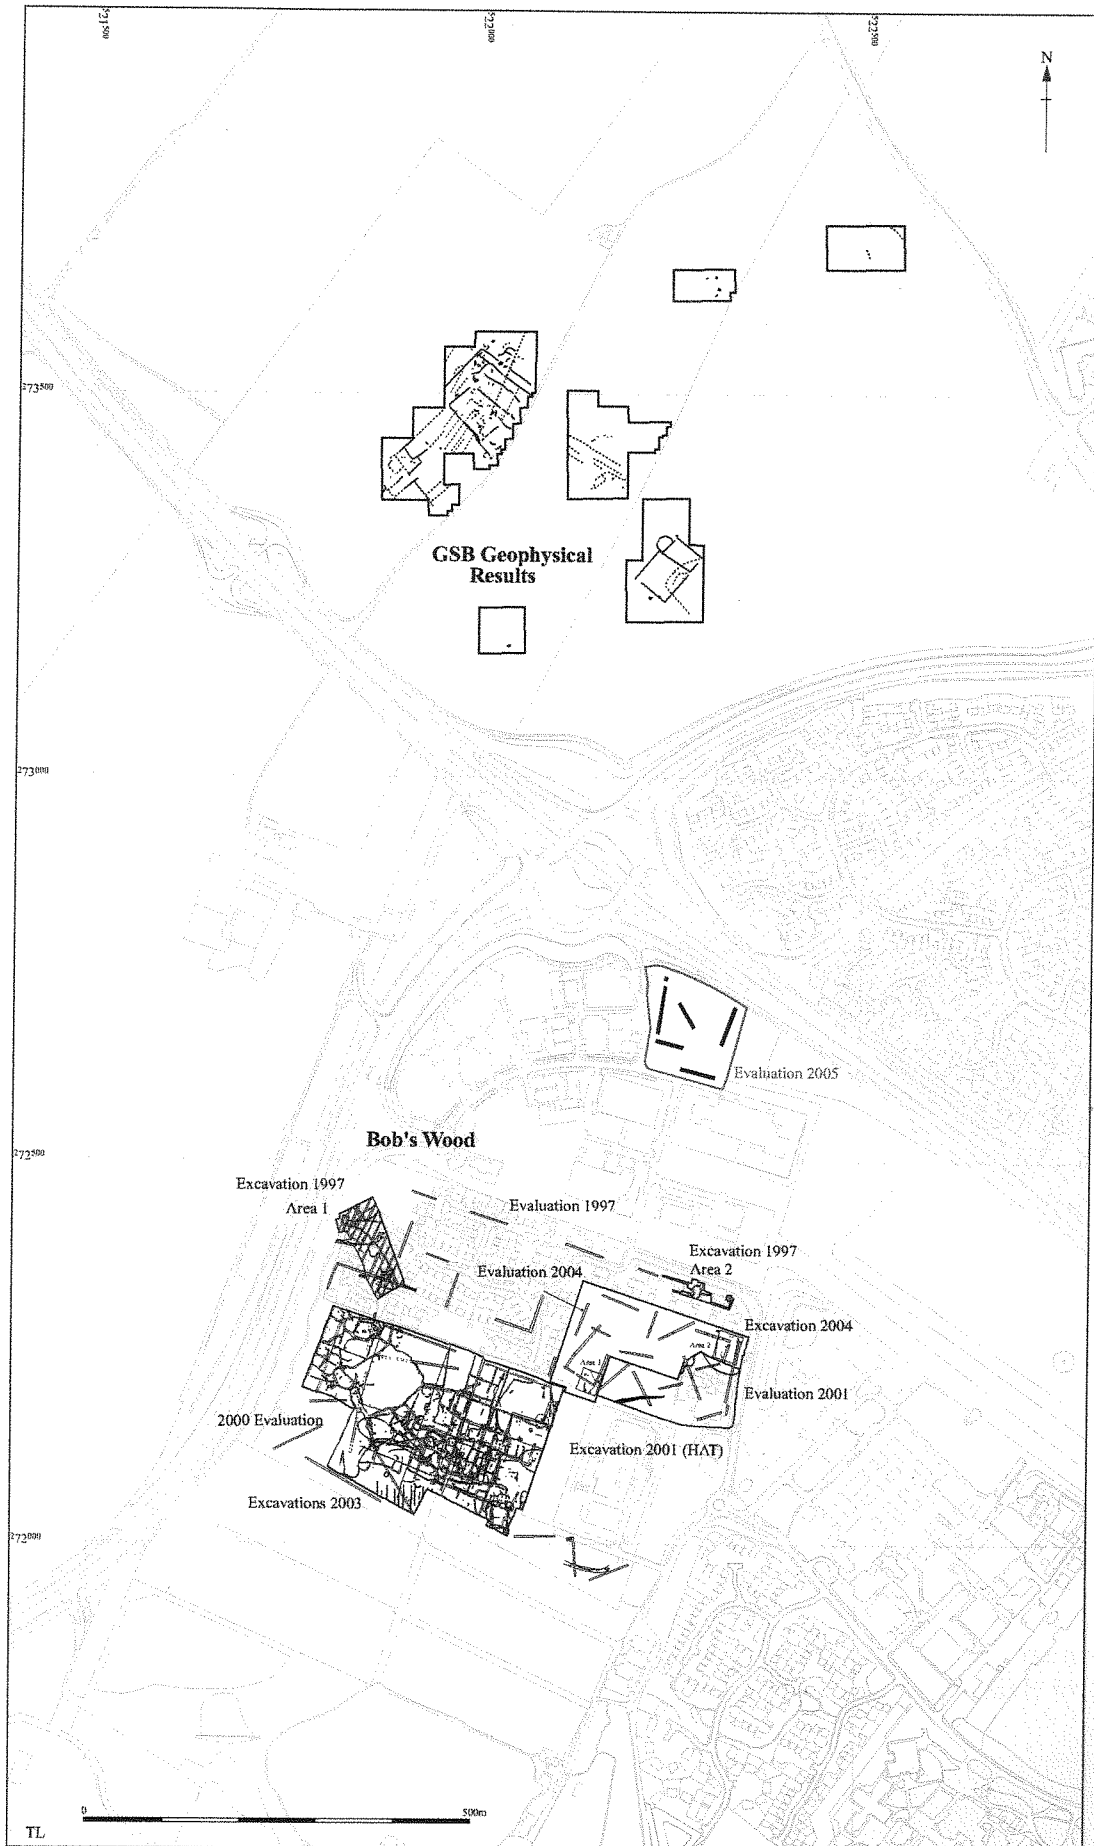 521500
522000
522500
N
273500
GSB Geophysical
Results
273000
Evaluation 2005
Bob's Wood
272500
Excavation 1997
Area 1
Evaluation 1997
Excavation 1997
Area 2
Evaluation 2004
Excavation 2004
Area 2
Area 1
Evaluation 2001
2000 Evaluation
Excavation 2001 (HAT)
Excavations 2003
272000
0
500m
TL